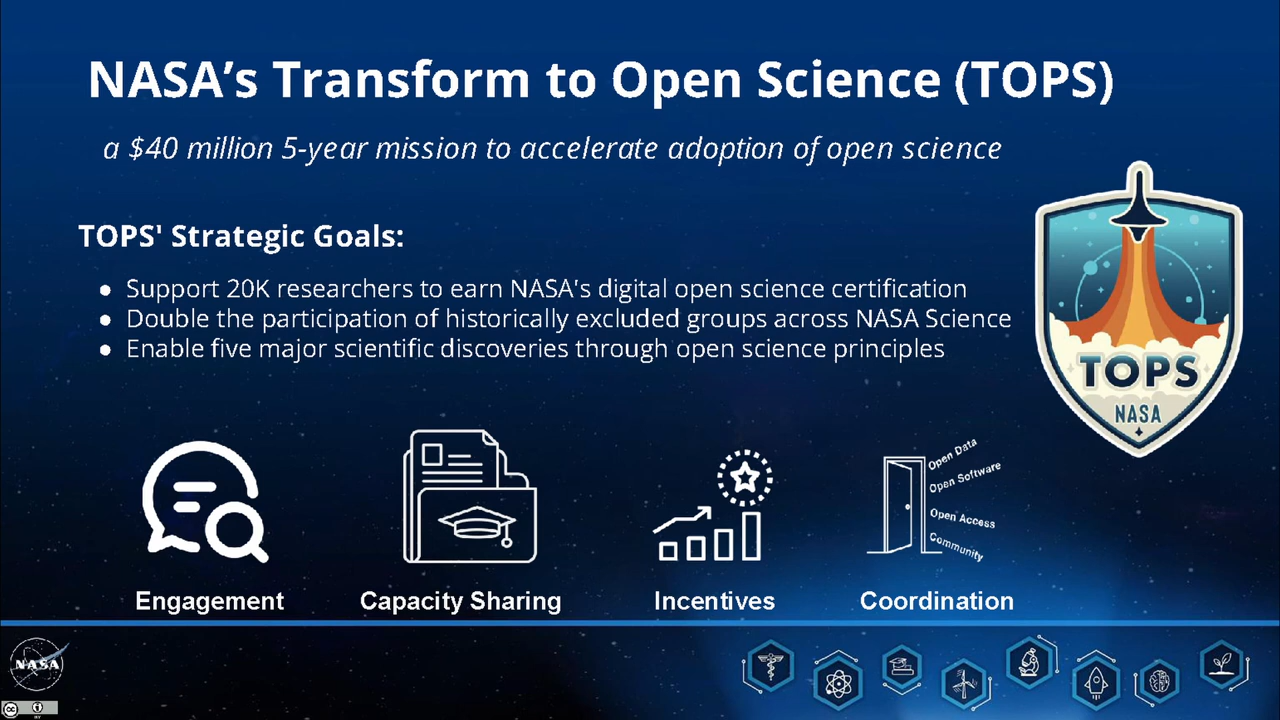 NASA's Transform to Open Science (TOPS)
a $40 million 5-year mission to accelerate adoption of open science
TOPS' Strategic Goals:
● Support 20K researchers to earn NASA's digital open science certification
● Double the participation of historically excluded groups across NASA Science
● Enable five major scientific discoveries through open science principles
TOPS
NASA
Open Data
Open Software
Open Access
Community
Engagement
Capacity Sharing
Incentives
Coordination
NASA
cc
BY